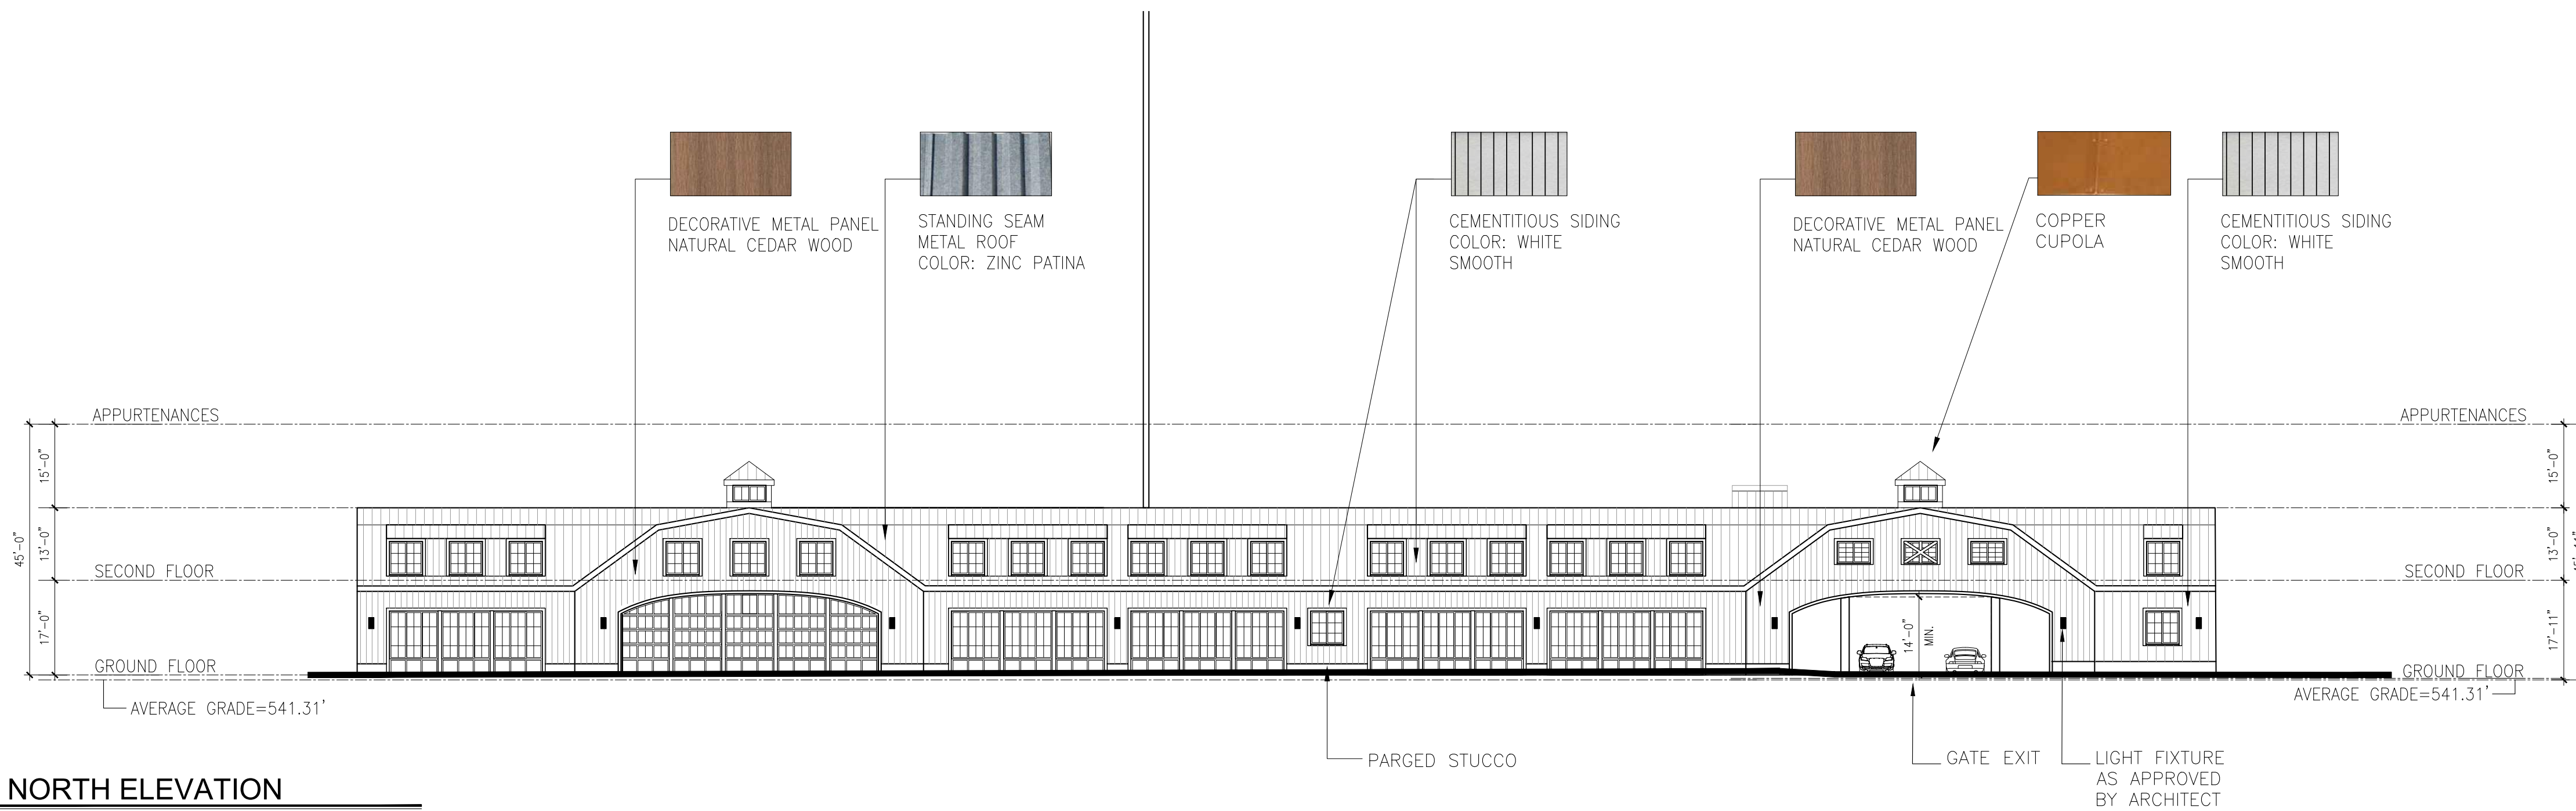 DECORATIVE METAL PANEL
NATURAL CEDAR WOOD
STANDING SEAM
METAL ROOF
COLOR: ZINC PATINA
CEMENTITIOUS SIDING
COLOR: WHITE
SMOOTH
DECORATIVE METAL PANEL
NATURAL CEDAR WOOD
COPPER
CUPOLA
CEMENTITIOUS SIDING
COLOR: WHITE
SMOOTH
APPURTENANCES
APPURTENANCES
15'-0"
15'-0"
45'-0"
13'-0"
13'-0"
SECOND FLOOR
SECOND FLOOR
17'-0"
17'-11"
14'-0"
MIN.
GROUND FLOOR
GROUND FLOOR
AVERAGE GRADE=541.31'
AVERAGE GRADE=541.31'
PARGED STUCCO
GATE EXIT
LIGHT FIXTURE
AS APPROVED
BY ARCHITECT
NORTH ELEVATION